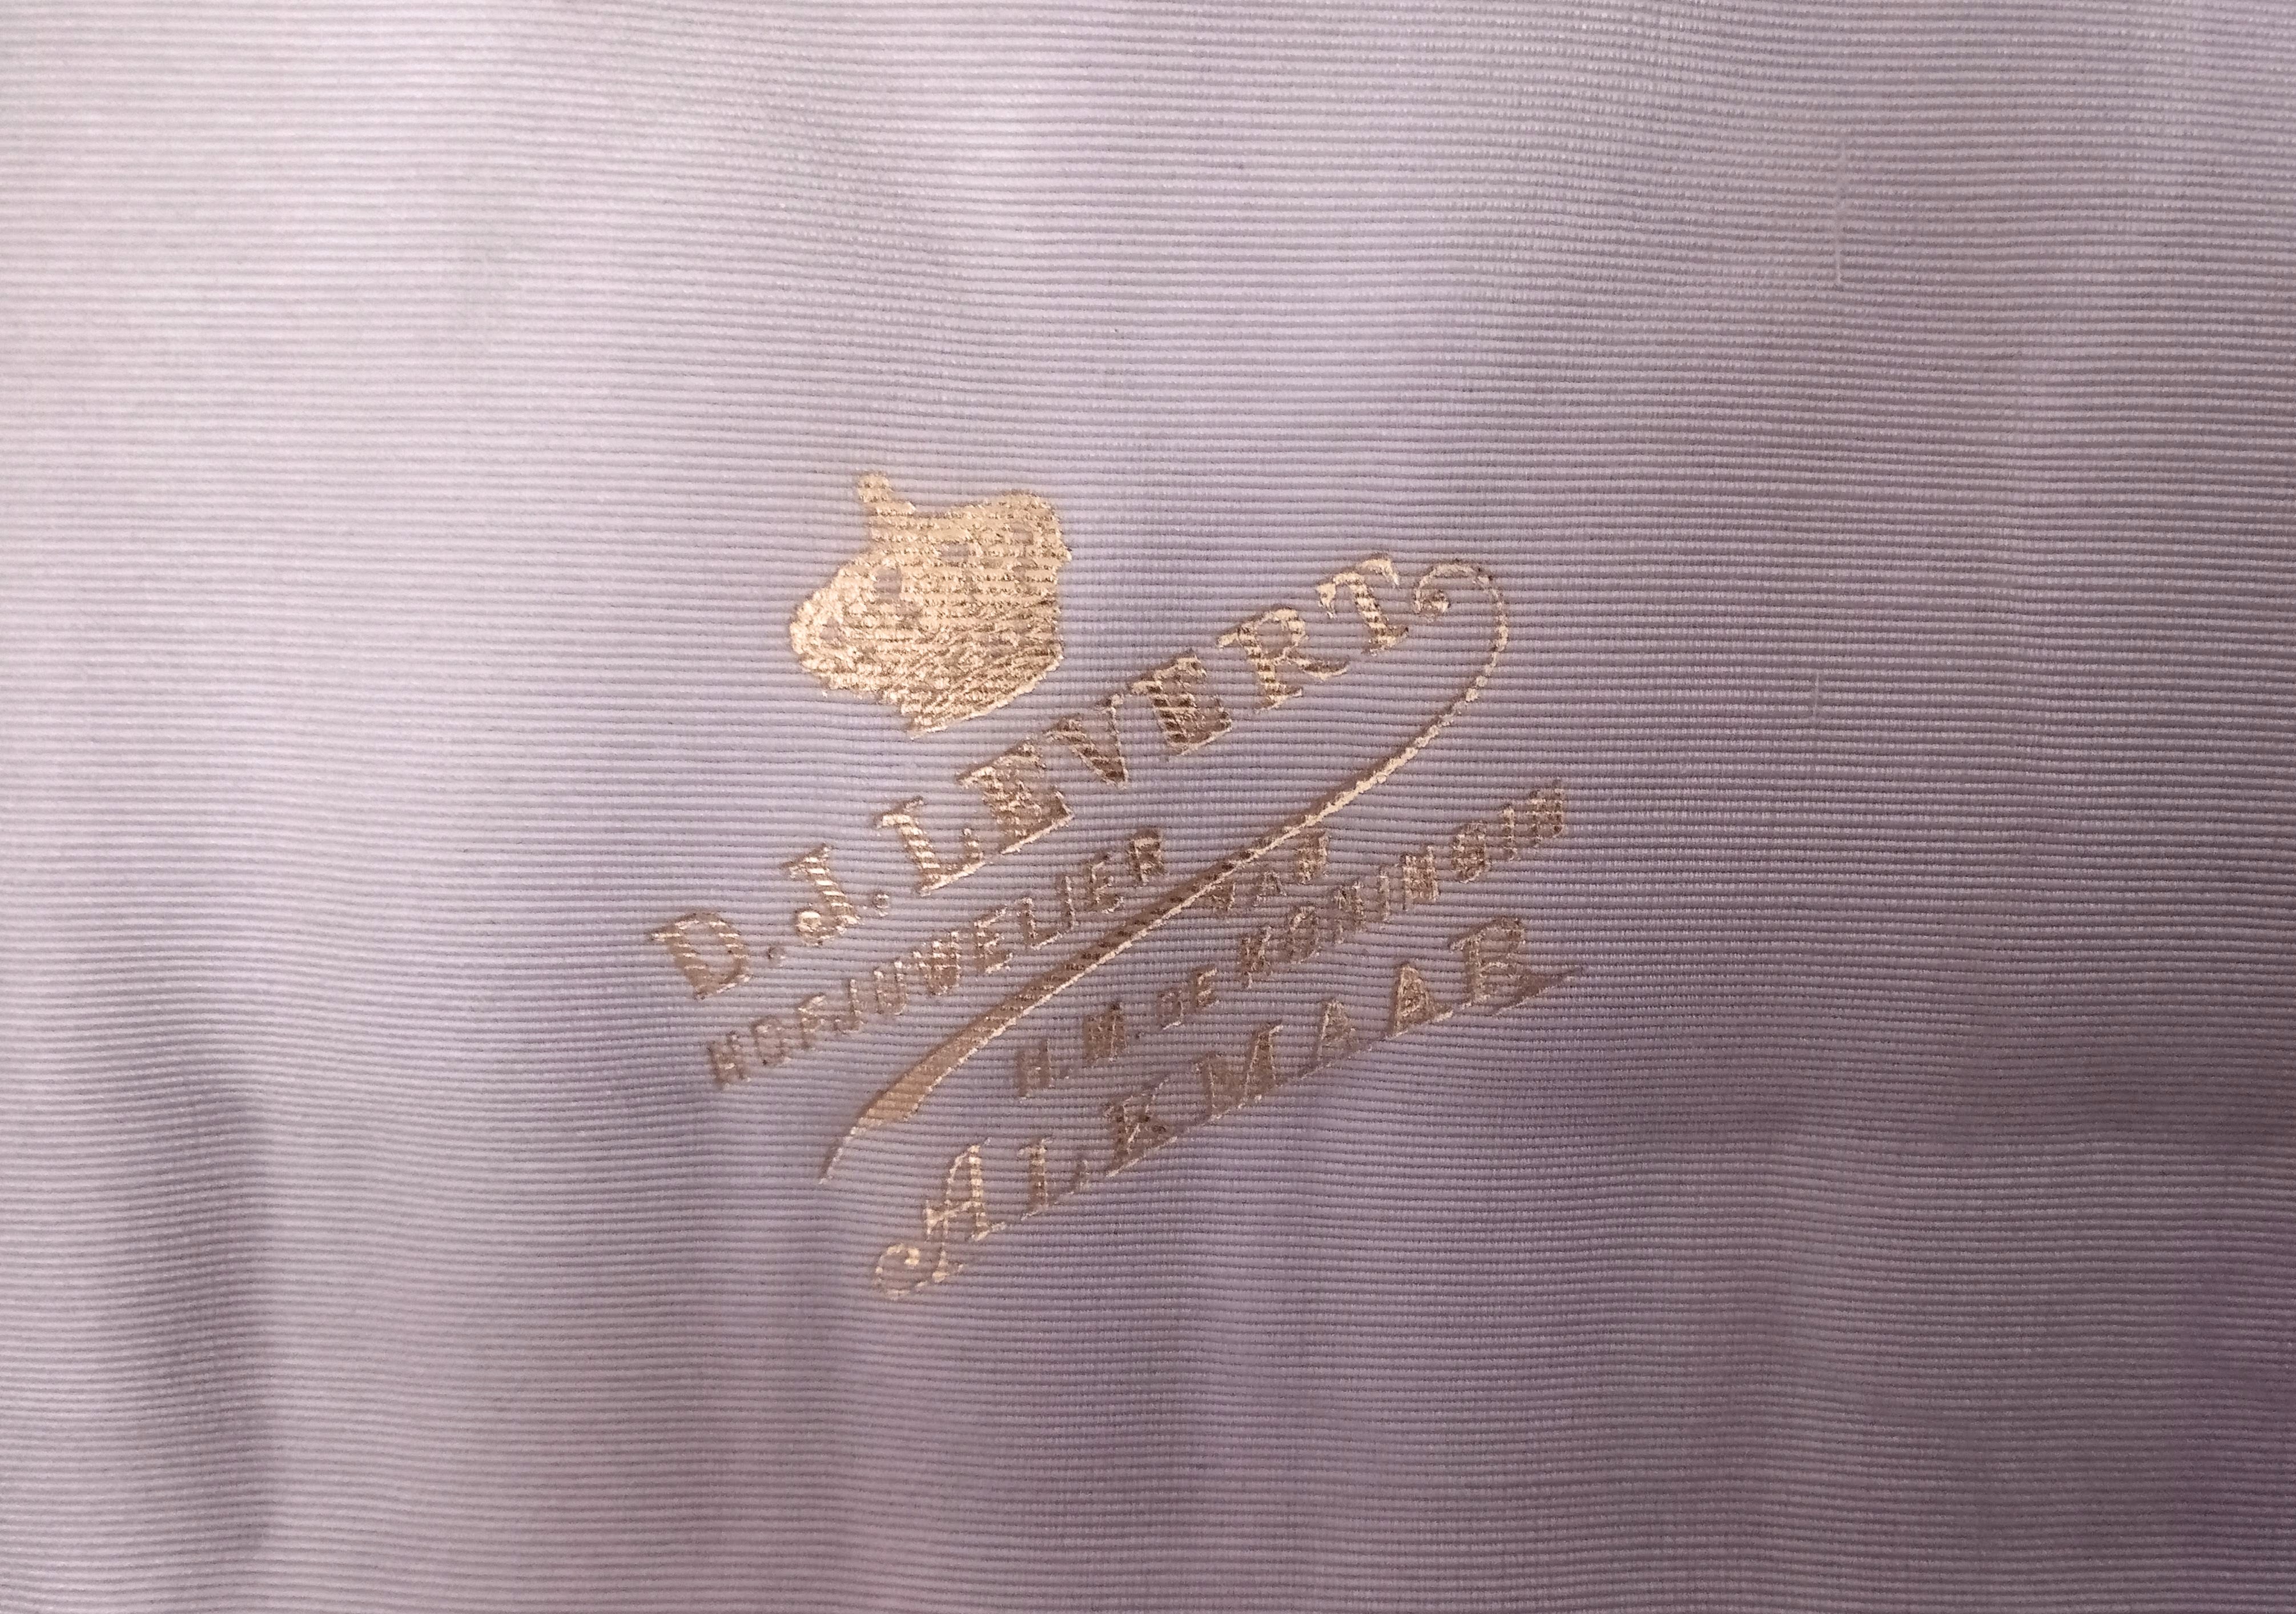 D.J. LEVERT
HOFJUWELIER VAN
H.M. DE KONINGIN
ALKMAAR